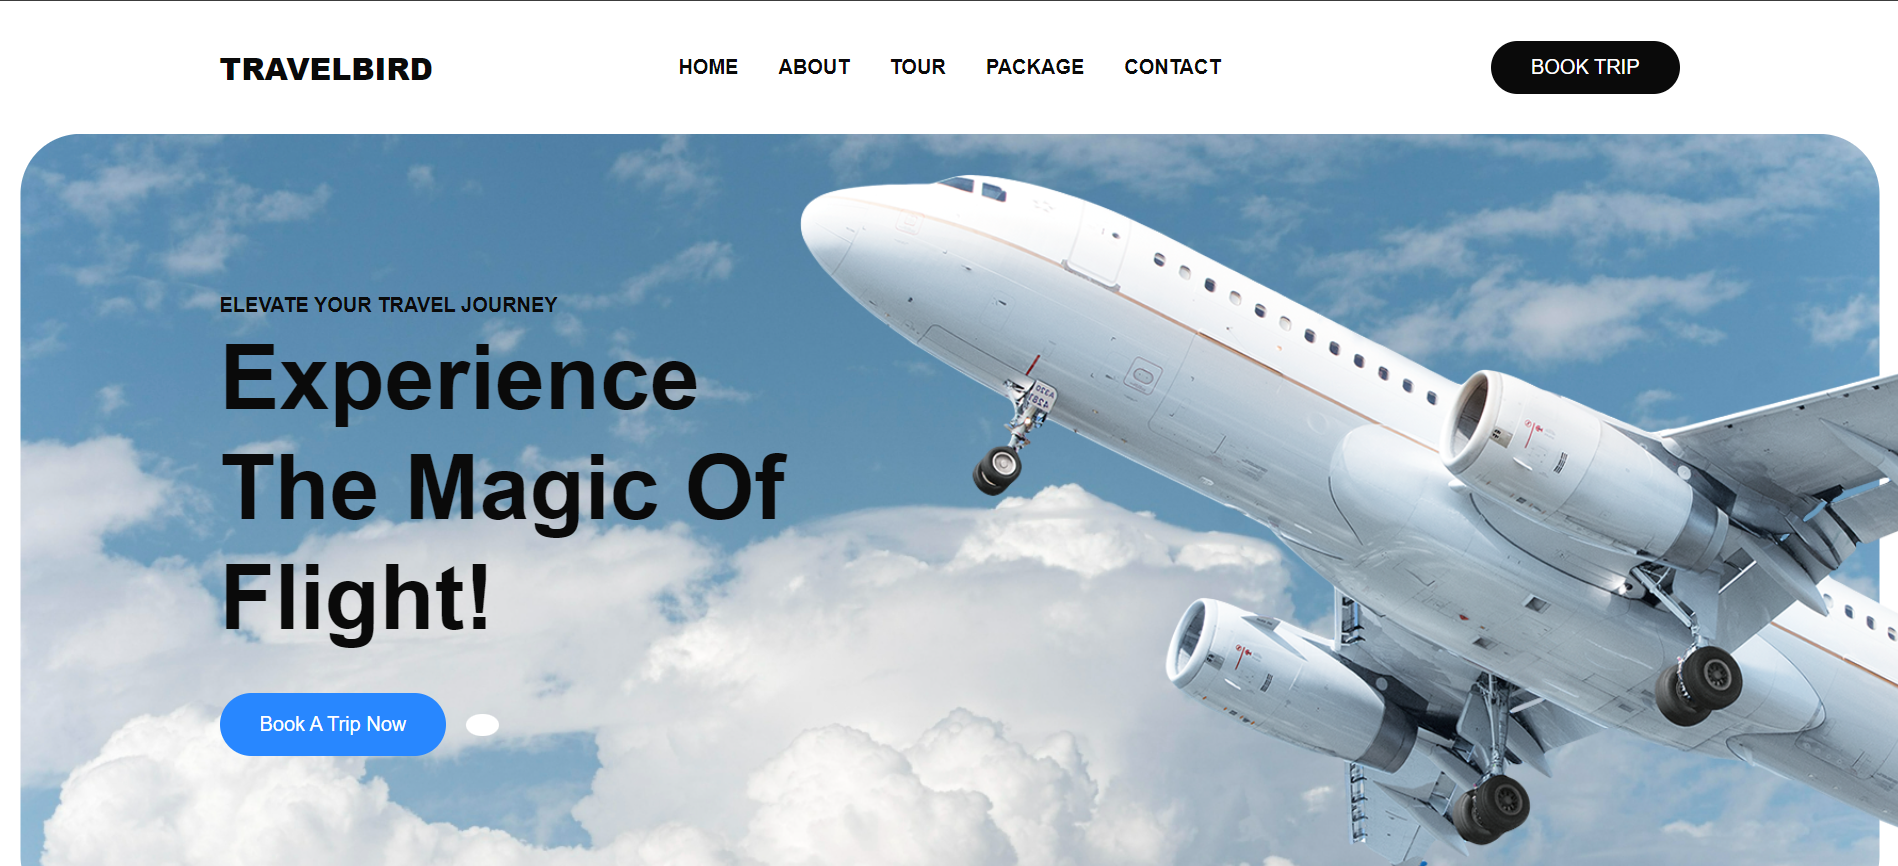 TRAVELBIRD
HOME ABOUT TOUR PACKAGE CONTACT
BOOK TRIP
ELEVATE YOUR TRAVEL JOURNEY
Experience
The Magic Of
Flight!
Book A Trip Now